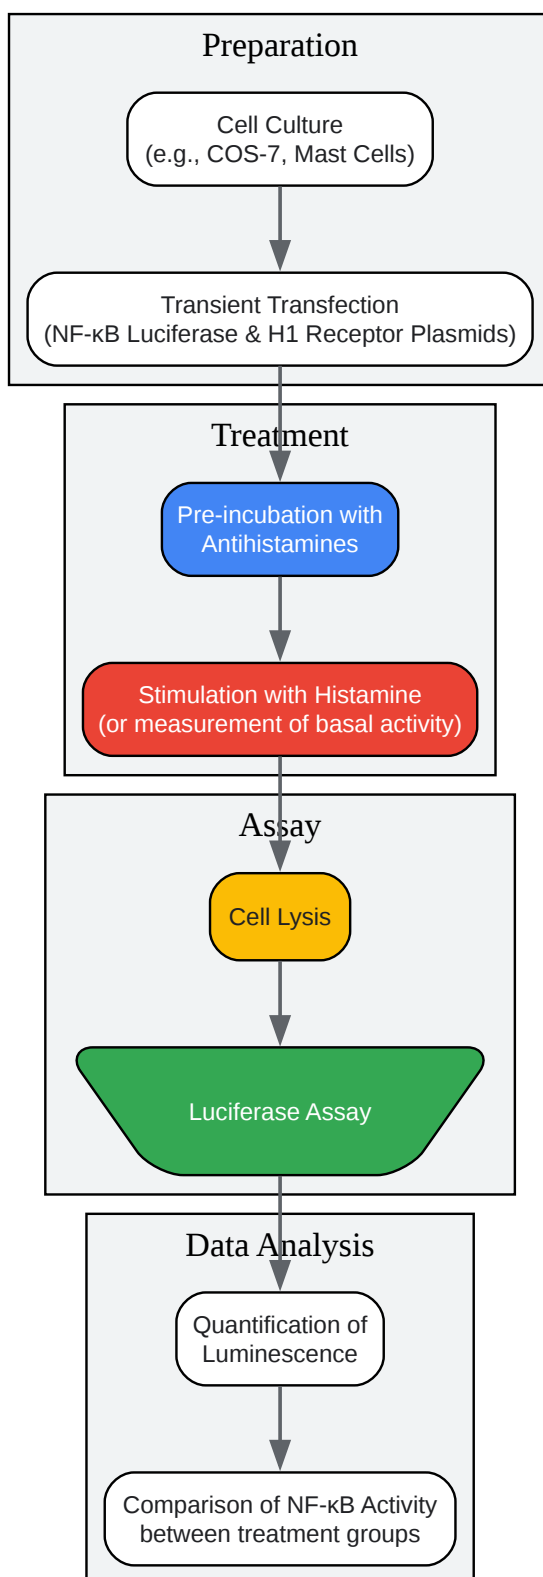 Preparation
Cell Culture
(e.g., COS-7, Mast Cells)
Transient Transfection
(NF-κB Luciferase & H1 Receptor Plasmids)
Treatment
Pre-incubation with
Antihistamines
Stimulation with Histamine
(or measurement of basal activity)
Assay
Cell Lysis
Luciferase Assay
Data Analysis
Quantification of
Luminescence
Comparison of NF-κB Activity
between treatment groups